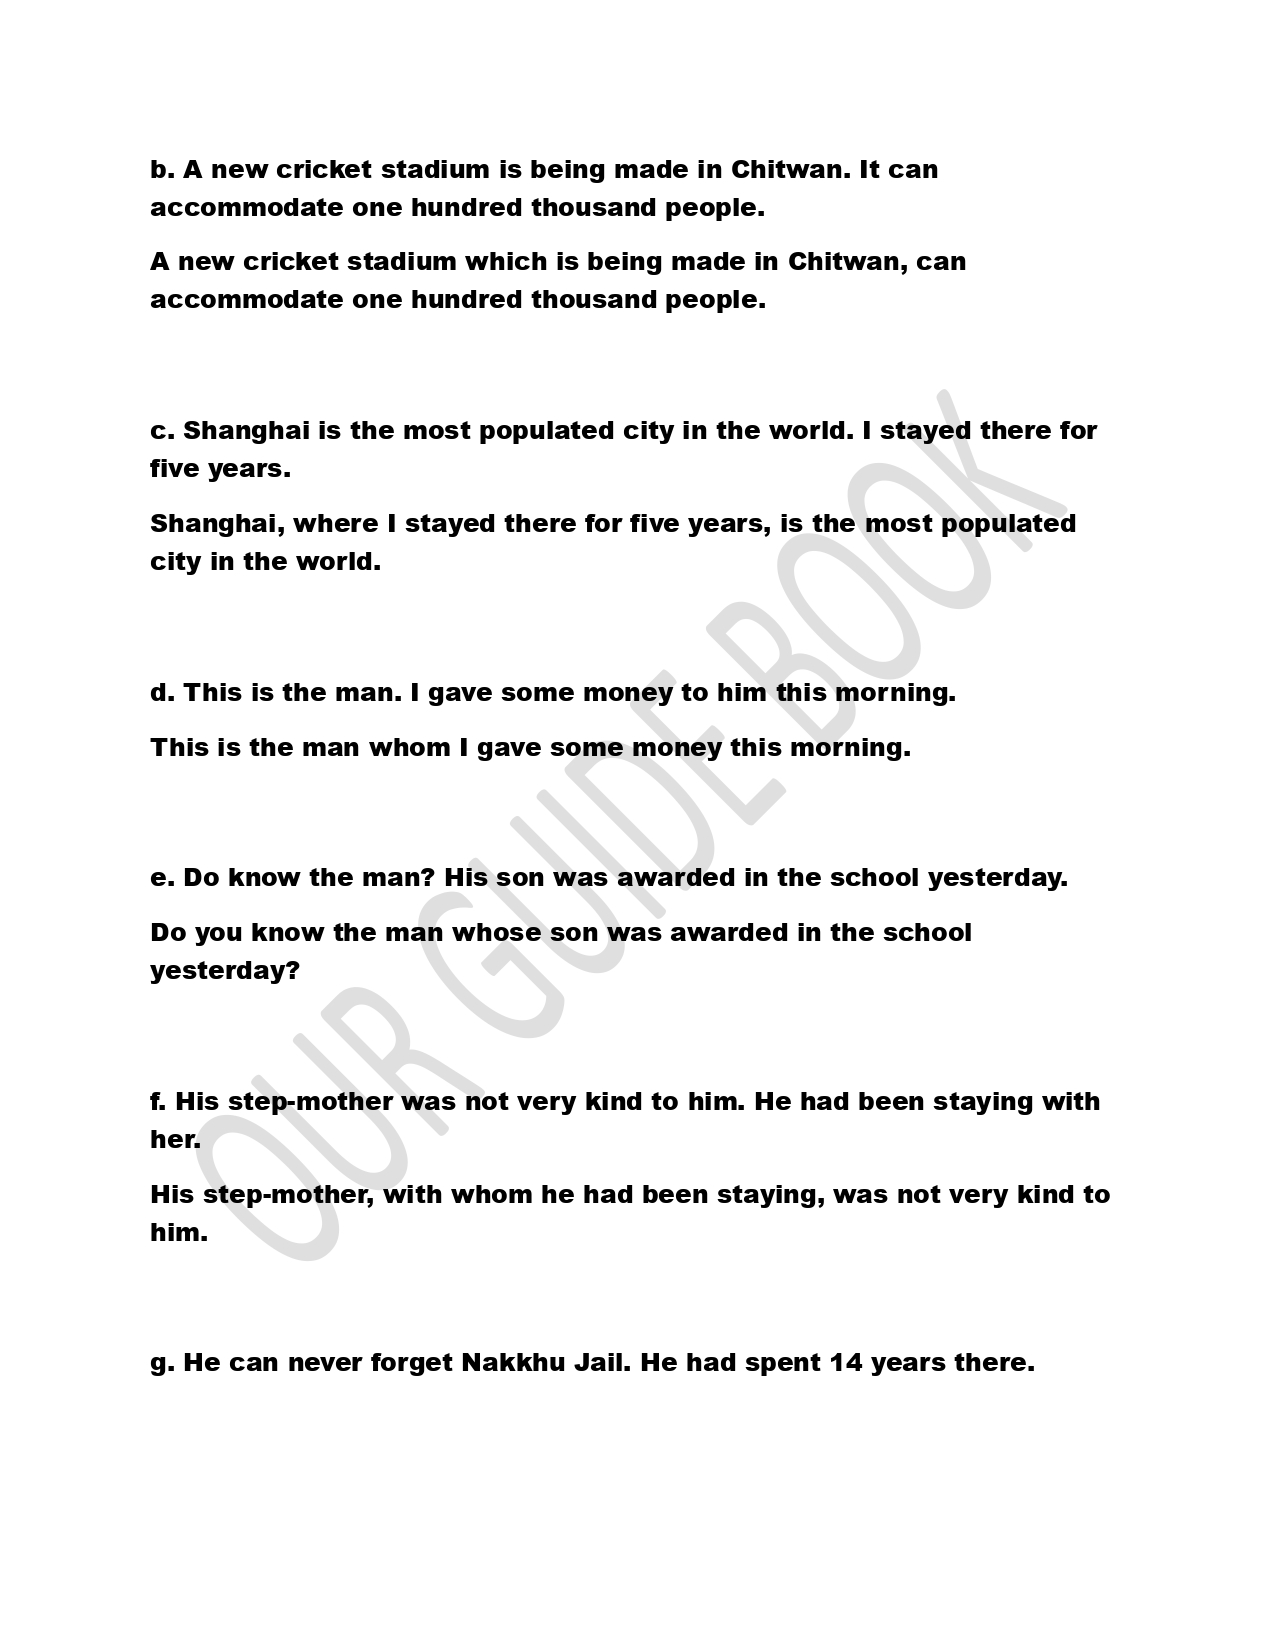 b. A new cricket stadium is being made in Chitwan. It can
accommodate one hundred thousand people.
A new cricket stadium which is being made in Chitwan, can
accommodate one hundred thousand people.
c. Shanghai is the most populated city in the world. I stayed there for
five years.
Shanghai, where I stayed there for five years, is the most populated
city in the world.
d. This is the man. I gave some money to him this morning.
This is the man whom I gave some money this morning.
e. Do know the man? His son was awarded in the school yesterday.
Do you know the man whose son was awarded in the school
yesterday?
f. His step-mother was not very kind to him. He had been staying with
her.
His step-mother, with whom he had been staying, was not very kind to
him.
g. He can never forget Nakkhu Jail. He had spent 14 years there.
OUR GUIDE BOOK